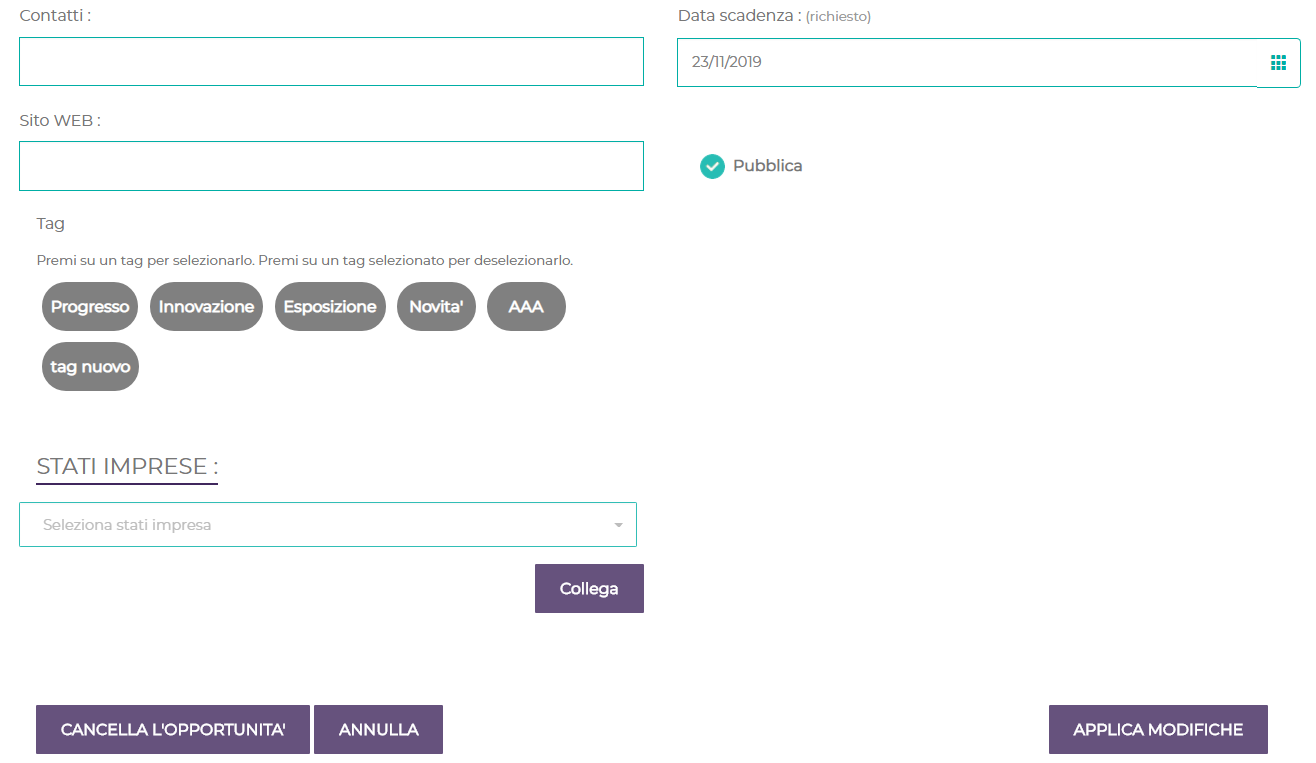 Contatti :
Data scadenza : (richiesto)
23/11/2019
Sito WEB :
Pubblica
Tag
Premi su un tag per selezionarlo. Premi su un tag selezionato per deselezionarlo.
Progresso Innovazione Esposizione Novita' AAA
tag nuovo
STATI IMPRESE :
Seleziona stati impresa
Collega
CANCELLA L'OPPORTUNITA' ANNULLA APPLICA MODIFICHE